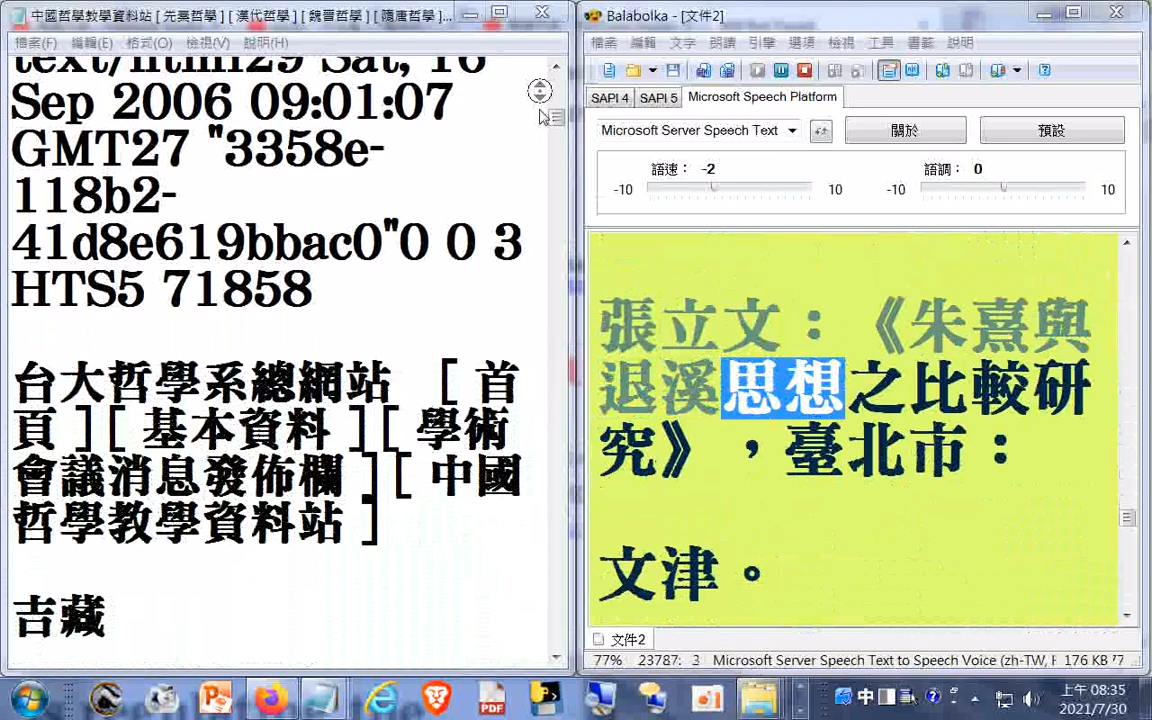 中國哲學教學資料站 [ 先秦哲學 ] [ 漢代哲學 ] [ 魏晉哲學 ] [ 隋唐哲學 ]...
檔案(F) 編輯(E) 格式(O) 檢視(V) 說明(H)
text/html29 Sat, 16
Sep 2006 09:01:07
GMT27 "3358e-
118b2-
41d8e619bbac0"0 0 3
HTS5 71858
台大哲學系總網站 [ 首
頁 ][ 基本資料 ][ 學術
會議消息發佈欄 ][ 中國
哲學教學資料站 ]
吉藏
Balabolka - [文件2]
檔案 編輯 文字 朗讀 引擎 選項 檢視 工具 書籤 說明
SAPI 4 SAPI 5 Microsoft Speech Platform
Microsoft Server Speech Text 關於 預設
語速： -2 語調： 0
-10 10 -10 10
張立文：《朱熹與
退溪思想之比較研
究》，臺北市：
文津。
文件2
77% 23787: 3 Microsoft Server Speech Text to Speech Voice (zh-TW, 176 KB
PDF
中
上午 08:35
2021/7/30